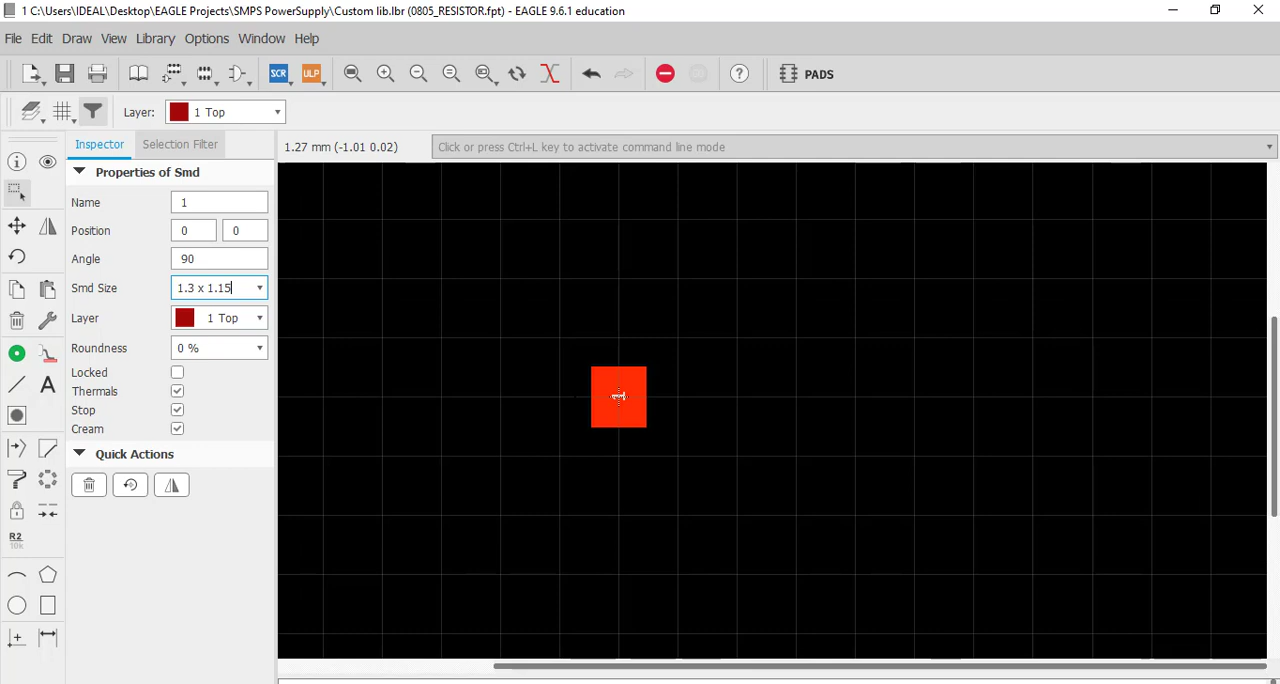 1 C:\Users\IDEAL\Desktop\EAGLE Projects\SMPS PowerSupply\Custom lib.lbr (0805_RESISTOR.fpt) - EAGLE 9.6.1 education
File Edit Draw View Library Options Window Help
SCR ULP PADS
Layer: 1 Top
Inspector Selection Filter 1.27 mm (-1.01 0.02) Click or press Ctrl+L key to activate command line mode
Properties of Smd
Name 1
Position 0 0
Angle 90
Smd Size 1.3 x 1.15
Layer 1 Top
Roundness 0 %
Locked
Thermals
Stop
Cream
Quick Actions
R2
10k
1